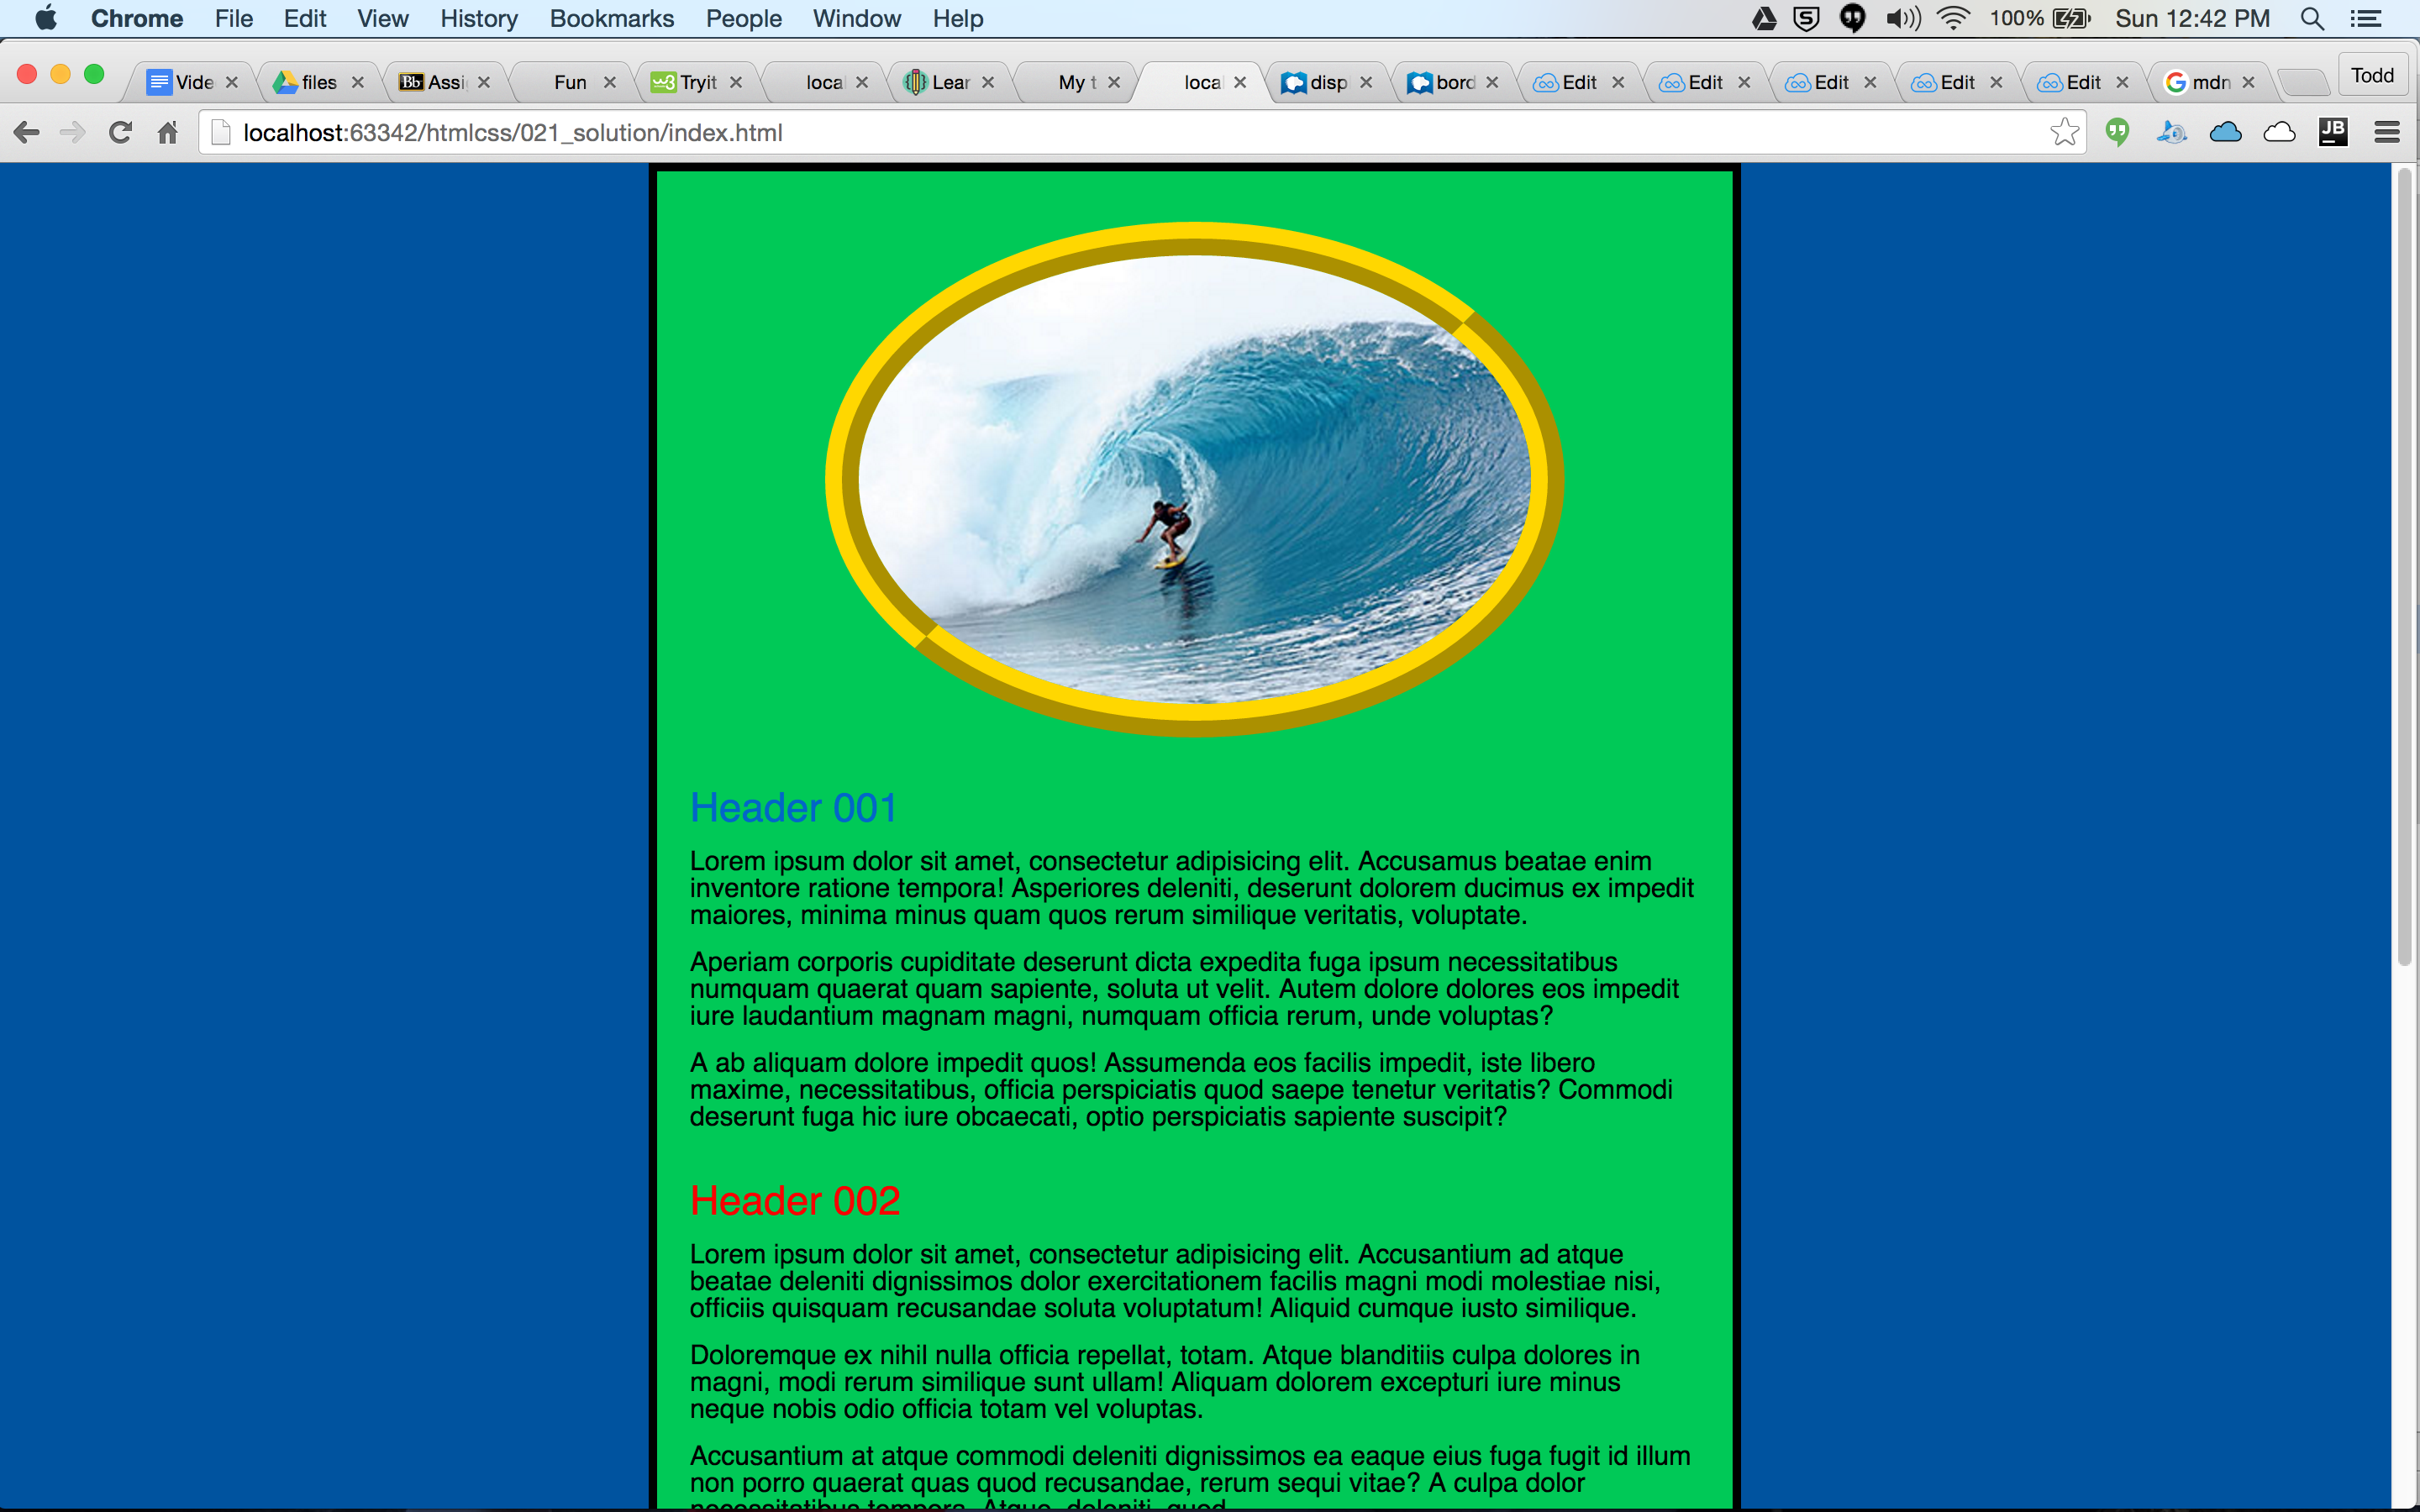 Chrome File Edit View History Bookmarks People Window Help 100% Sun 12:42 PM
Vide files Bb Assi Fun w3 Tryit loca Lear My t loca disp bord Edit Edit Edit Edit Edit mdn Todd
localhost:63342/htmlcss/021_solution/index.html JB
Header 001
Lorem ipsum dolor sit amet, consectetur adipisicing elit. Accusamus beatae enim
inventore ratione tempora! Asperiores deleniti, deserunt dolorem ducimus ex impedit
maiores, minima minus quam quos rerum similique veritatis, voluptate.
Aperiam corporis cupiditate deserunt dicta expedita fuga ipsum necessitatibus
numquam quaerat quam sapiente, soluta ut velit. Autem dolore dolores eos impedit
iure laudantium magnam magni, numquam officia rerum, unde voluptas?
A ab aliquam dolore impedit quos! Assumenda eos facilis impedit, iste libero
maxime, necessitatibus, officia perspiciatis quod saepe tenetur veritatis? Commodi
deserunt fuga hic iure obcaecati, optio perspiciatis sapiente suscipit?
Header 002
Lorem ipsum dolor sit amet, consectetur adipisicing elit. Accusantium ad atque
beatae deleniti dignissimos dolor exercitationem facilis magni modi molestiae nisi,
officiis quisquam recusandae soluta voluptatum! Aliquid cumque iusto similique.
Doloremque ex nihil nulla officia repellat, totam. Atque blanditiis culpa dolores in
magni, modi rerum similique sunt ullam! Aliquam dolorem excepturi iure minus
neque nobis odio officia totam vel voluptas.
Accusantium at atque commodi deleniti dignissimos ea eaque eius fuga fugit id illum
non porro quaerat quas quod recusandae, rerum sequi vitae? A culpa dolor
necessitatibus tempora. Atque, deleniti, quod.